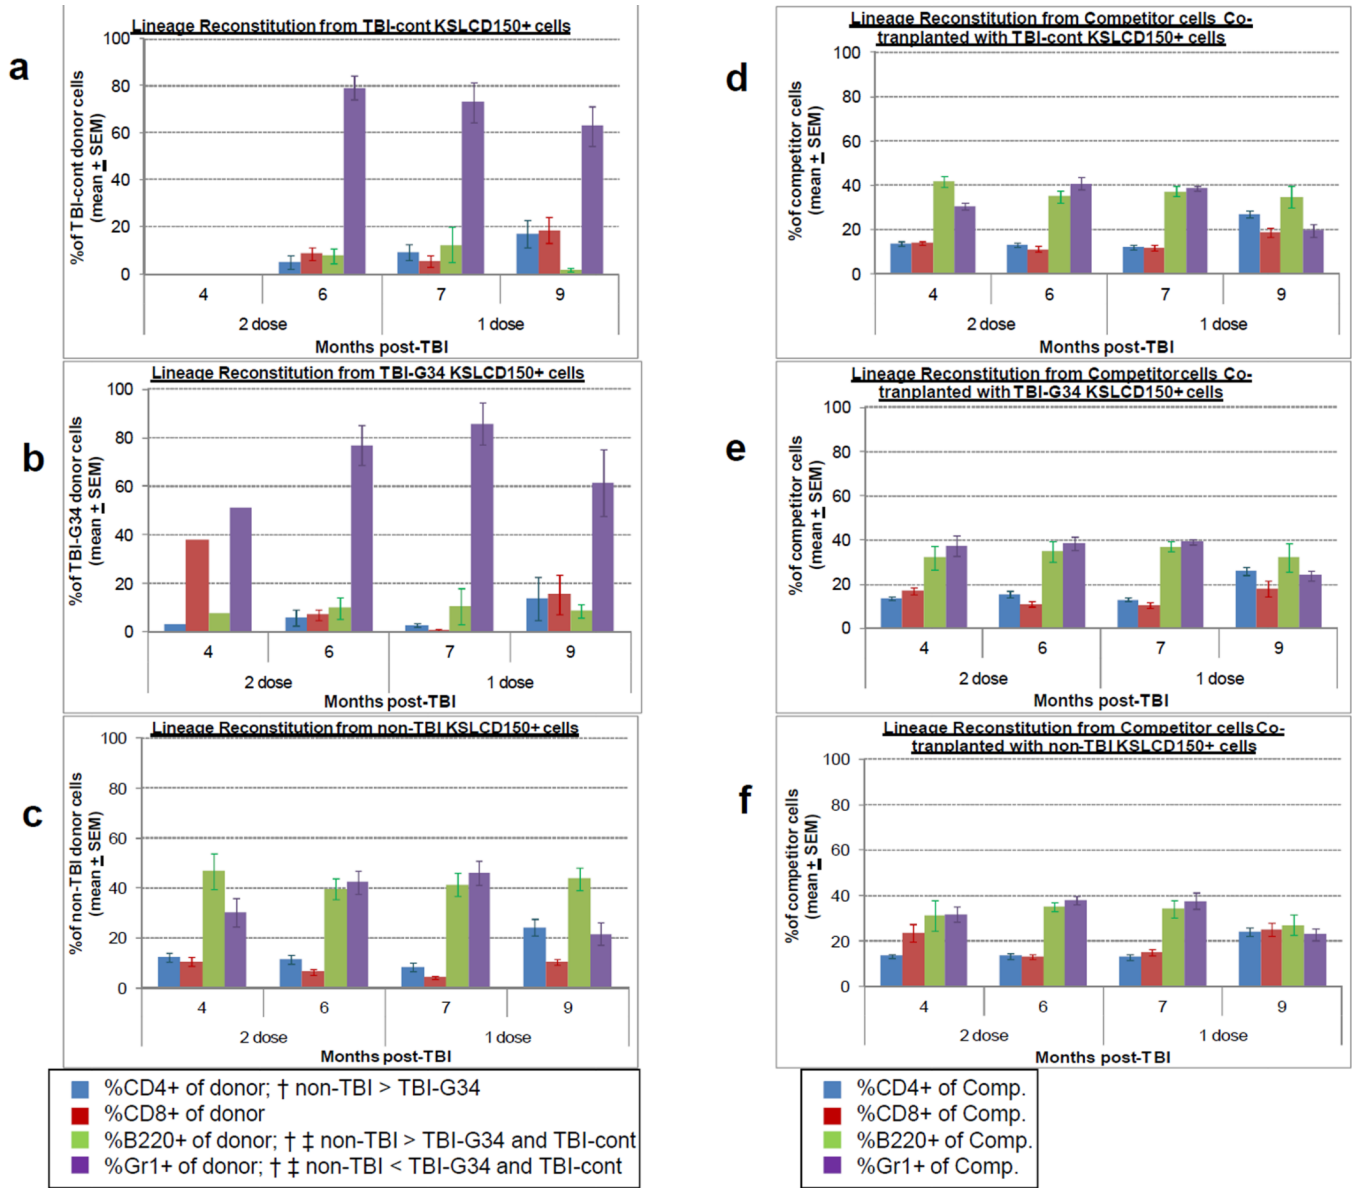 a
Lineage Reconstitution from TBI-cont KSLCD150+ cells
%of TBI-cont donor cells
(mean ± SEM)
100
80
60
40
20
0
4
6
7
9
2 dose
1 dose
Months post-TBI
b
Lineage Reconstitution from TBI-G34 KSLCD150+ cells
%of TBI-G34 donor cells
(mean ± SEM)
100
80
60
40
20
0
4
6
7
9
2 dose
1 dose
Months post-TBI
c
Lineage Reconstitution from non-TBI KSLCD150+ cells
%of non-TBI donor cells
(mean ± SEM)
100
80
60
40
20
0
4
6
7
9
2 dose
1 dose
Months post-TBI
%CD4+ of donor; † non-TBI > TBI-G34
%CD8+ of donor
%B220+ of donor; † ‡ non-TBI > TBI-G34 and TBI-cont
%Gr1+ of donor; † ‡ non-TBI < TBI-G34 and TBI-cont
d
Lineage Reconstitution from Competitor cells Co-
tranplanted with TBI-cont KSLCD150+ cells
%of competitor cells
(mean ± SEM)
100
80
60
40
20
0
4
6
7
9
2 dose
1 dose
Months post-TBI
e
Lineage Reconstitution from Competitor cells Co-
tranplanted with TBI-G34 KSLCD150+ cells
%of competitor cells
(mean ± SEM)
100
80
60
40
20
0
4
6
7
9
2 dose
1 dose
Months post-TBI
f
Lineage Reconstitution from Competitor cells Co-
tranplanted with non-TBI KSLCD150+ cells
%of competitor cells
(mean ± SEM)
100
80
60
40
20
0
4
6
7
9
2 dose
1 dose
Months post-TBI
%CD4+ of Comp.
%CD8+ of Comp.
%B220+ of Comp.
%Gr1+ of Comp.